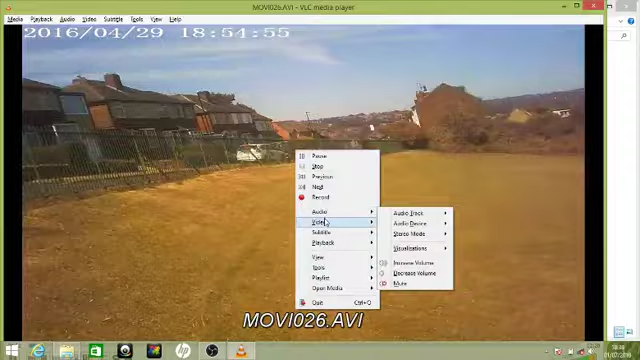 MOVI026.AVI - VLC media player
Media Playback Audio Video Subtitle Tools View Help
2016/04/29 18:54:55
Pause
Stop
Previous
Next
Record
Audio
Video
Subtitle
Playback
View
Tools
Playlist
Open Media
Quit Ctrl+Q
Audio Track
Audio Device
Stereo Mode
Visualizations
Increase Volume
Decrease Volume
Mute
MOVI026.AVI
hp